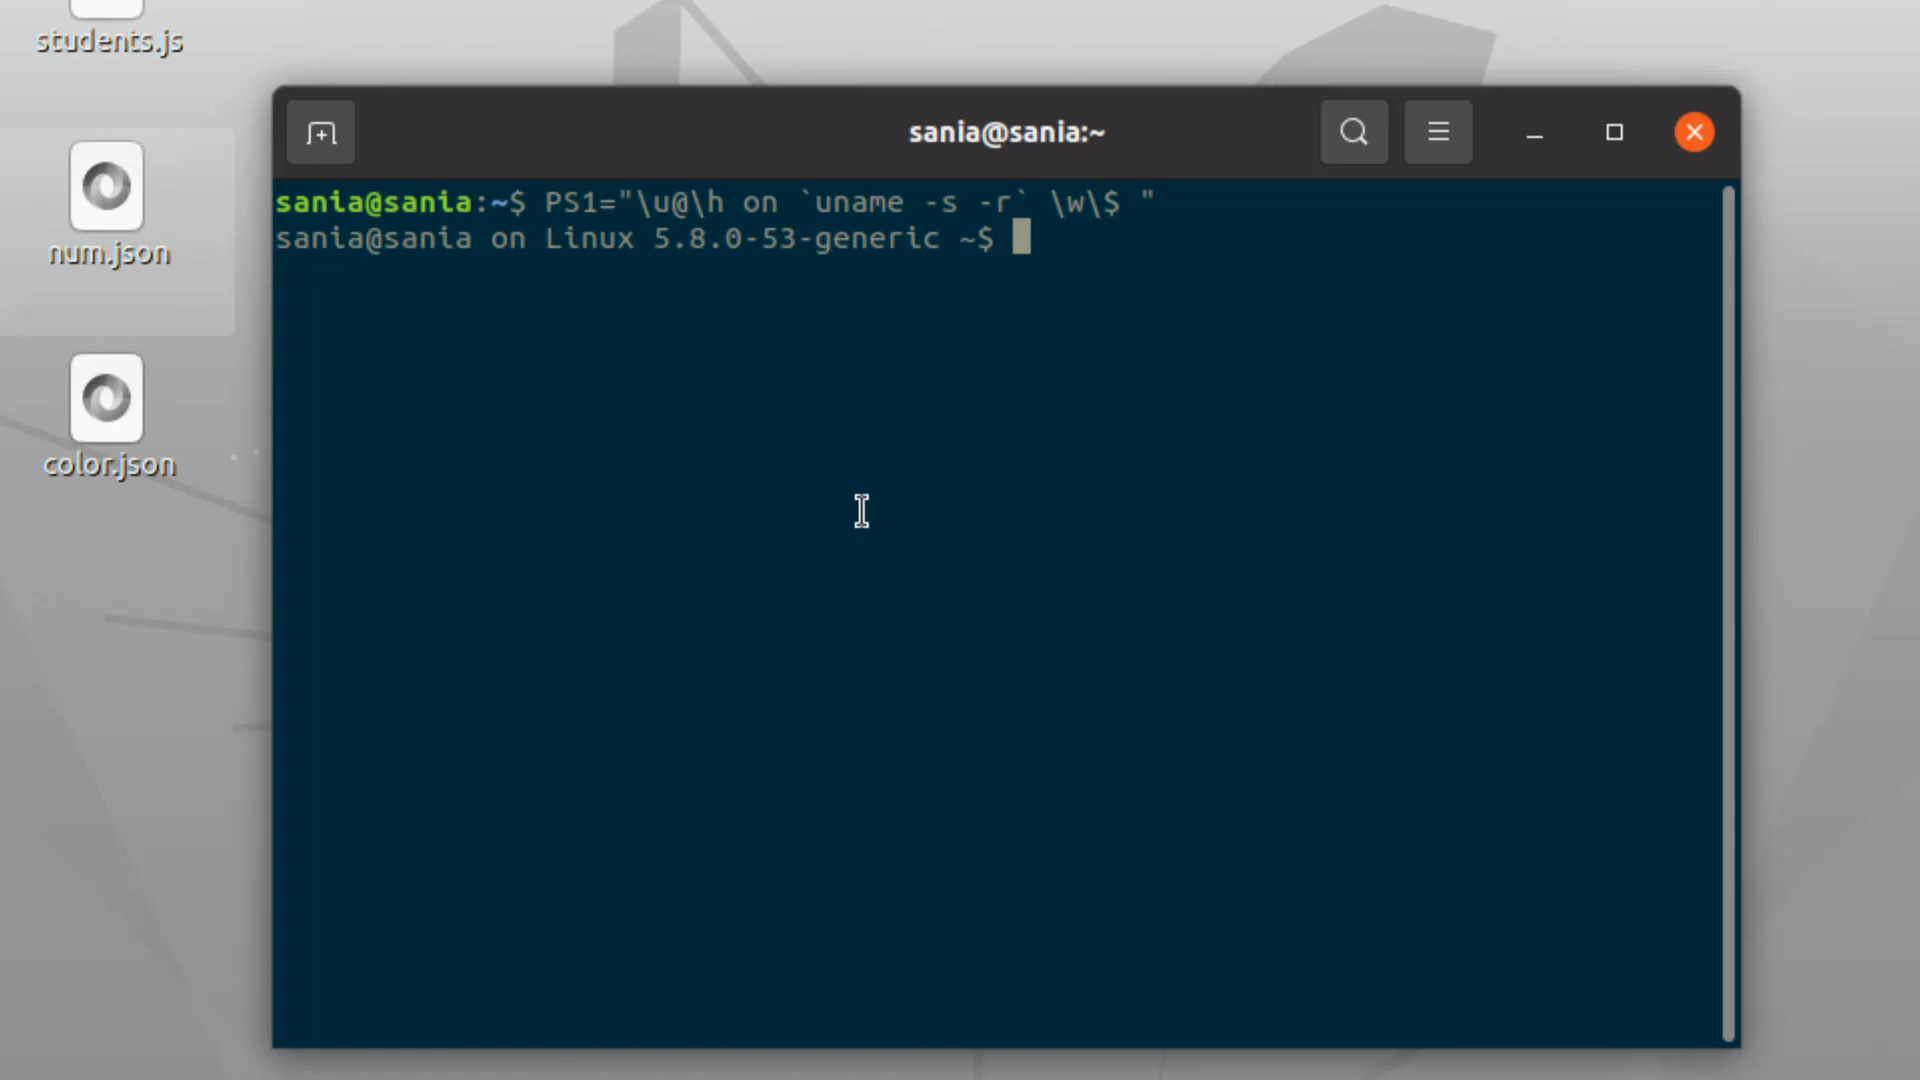 students.js
num.json
color.json
sania@sania:~
sania@sania:~$ PS1="\u@\h on `uname -s -r` \w\$ "
sania@sania on Linux 5.8.0-53-generic ~$